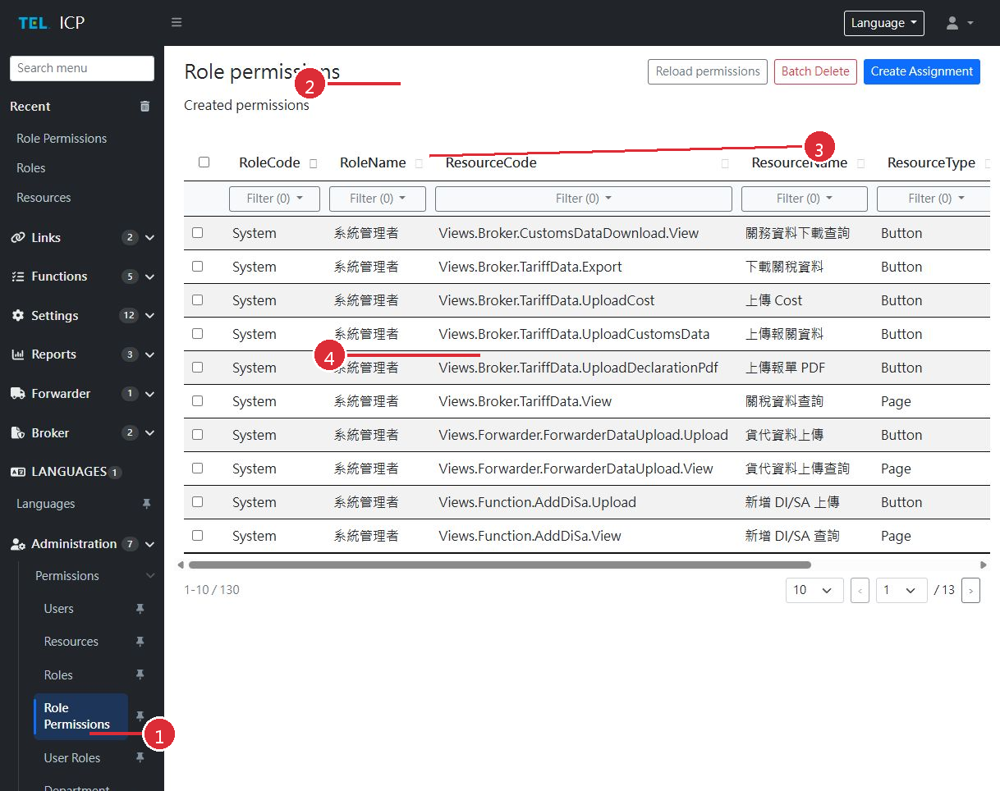 TEL ICP
Language
Search menu
Recent
Role Permissions
Roles
Resources
Links 2
Functions 5
Settings 12
Reports 3
Forwarder 1
Broker 2
LANGUAGES 1
Languages
Administration 7
Permissions
Users
Resources
Roles
Role
Permissions
1
User Roles
Department
Role permissions
2
Reload permissions Batch Delete Create Assignment
Created permissions
3
RoleCode RoleName ResourceCode ResourceName ResourceType
Filter (0) Filter (0) Filter (0) Filter (0) Filter (0)
System 系統管理者 Views.Broker.CustomsDataDownload.View 關務資料下載查詢 Button
System 系統管理者 Views.Broker.TariffData.Export 下載關稅資料 Button
System 系統管理者 Views.Broker.TariffData.UploadCost 上傳 Cost Button
System 系統管理者 Views.Broker.TariffData.UploadCustomsData 上傳報關資料 Button
4
System 系統管理者 Views.Broker.TariffData.UploadDeclarationPdf 上傳報單 PDF Button
System 系統管理者 Views.Broker.TariffData.View 關稅資料查詢 Page
System 系統管理者 Views.Forwarder.ForwarderDataUpload.Upload 貨代資料上傳 Button
System 系統管理者 Views.Forwarder.ForwarderDataUpload.View 貨代資料上傳查詢 Page
System 系統管理者 Views.Function.AddDiSa.Upload 新增 DI/SA 上傳 Button
System 系統管理者 Views.Function.AddDiSa.View 新增 DI/SA 查詢 Page
1-10 / 130
10 < 1 / 13 >